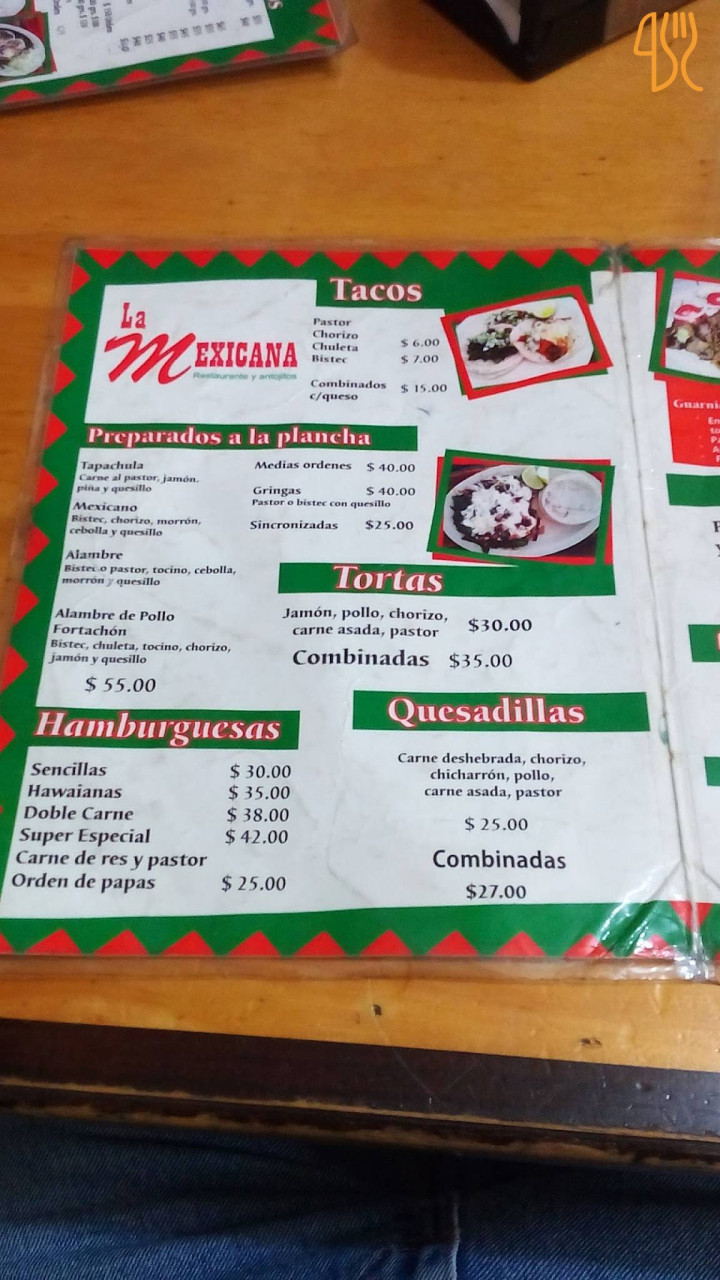 La
MEXICANA
Restaurante y antojitos
Tacos
Pastor
Chorizo
Chuleta $ 6.00
Bistec $ 7.00
Combinados $ 15.00
c/queso
Preparados a la plancha
Tapachula
Carne al pastor, jamón,
piña y quesillo
Mexicano
Bistec, chorizo, morrón,
cebolla y quesillo
Alambre
Bistec o pastor, tocino, cebolla,
morrón y quesillo
Alambre de Pollo
Fortachón
Bistec, chuleta, tocino, chorizo,
jamón y quesillo
$ 55.00
Medias ordenes $ 40.00
Gringas $ 40.00
Pastor o bistec con quesillo
Sincronizadas $25.00
Tortas
Jamón, pollo, chorizo,
carne asada, pastor $30.00
Combinadas $35.00
Hamburguesas
Sencillas $ 30.00
Hawaianas $ 35.00
Doble Carne $ 38.00
Super Especial $ 42.00
Carne de res y pastor
Orden de papas $ 25.00
Quesadillas
Carne deshebrada, chorizo,
chicharrón, pollo,
carne asada, pastor
$ 25.00
Combinadas
$27.00